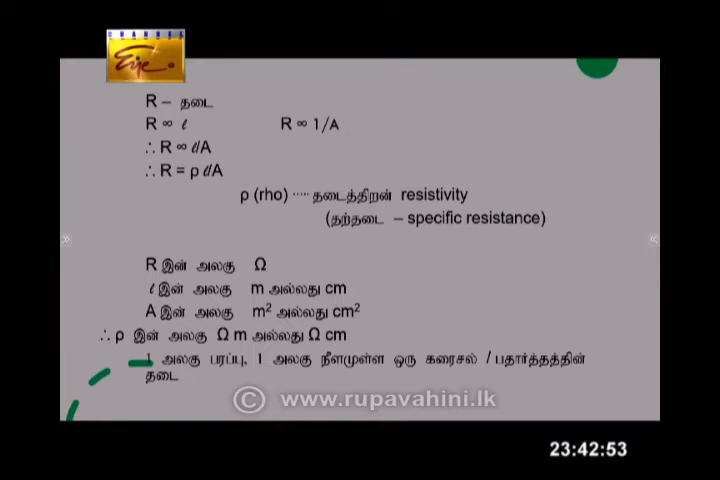 CHANNEL
Eye
R – தடை
R ∞ ℓ R ∞ 1/A
∴ R ∞ ℓ/A
∴ R = ρ ℓ/A
ρ (rho) ····· தடைத்திறன் resistivity
(தற்தடை – specific resistance)
R இன் அலகு Ω
ℓ இன் அலகு m அல்லது cm
A இன் அலகு m² அல்லது cm²
∴ ρ இன் அலகு Ω m அல்லது Ω cm
1 அலகு பரப்பு, 1 அலகு நீளமுள்ள ஒரு கரைசல் / பதார்த்தத்தின்
தடை
© www.rupavahini.lk
23:42:53